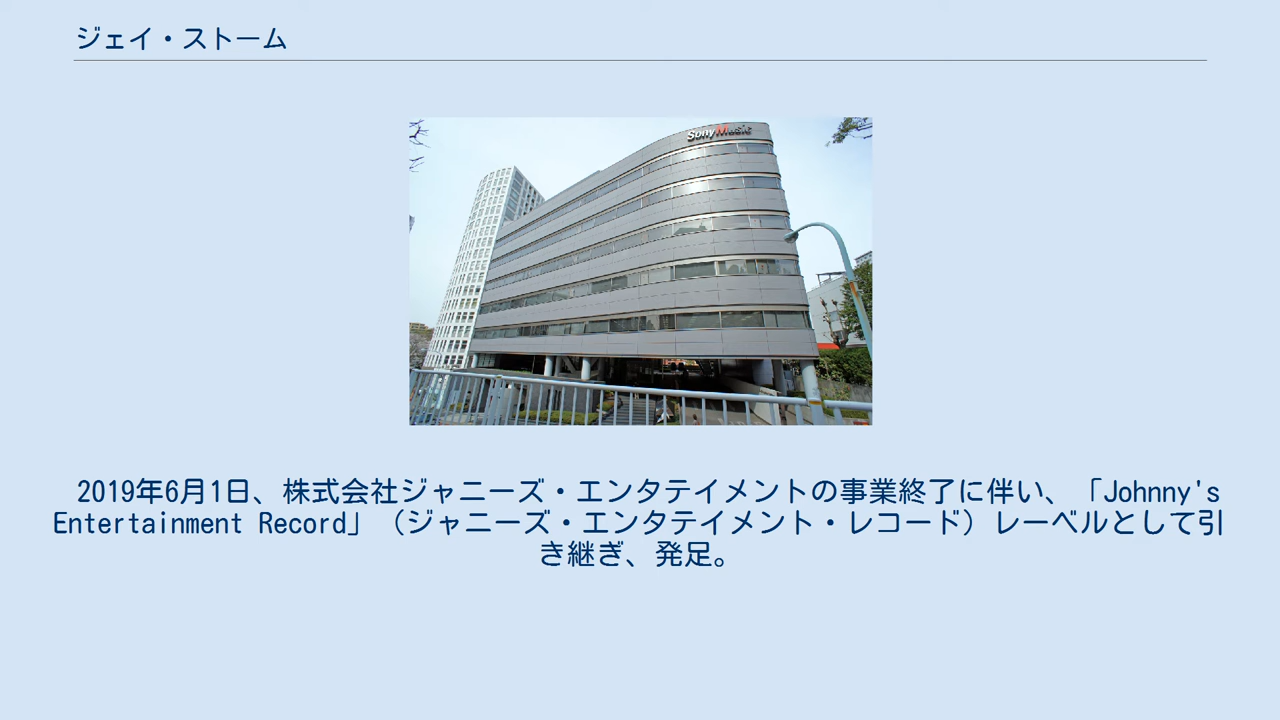 ジェイ・ストーム
Sony Music
2019年6月1日、株式会社ジャニーズ・エンタテイメントの事業終了に伴い、「Johnny's
Entertainment Record」（ジャニーズ・エンタテイメント・レコード）レーベルとして引
き継ぎ、発足。